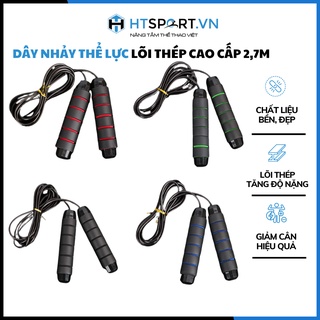 HTSPORT.VN
NÂNG TẦM THỂ THAO VIỆT
DÂY NHẢY THỂ LỰC LÕI THÉP CAO CẤP 2,7M
CHẤT LIỆU
BỀN, ĐẸP
LÕI THÉP
TĂNG ĐỘ NẶNG
GIẢM CÂN
HIỆU QUẢ